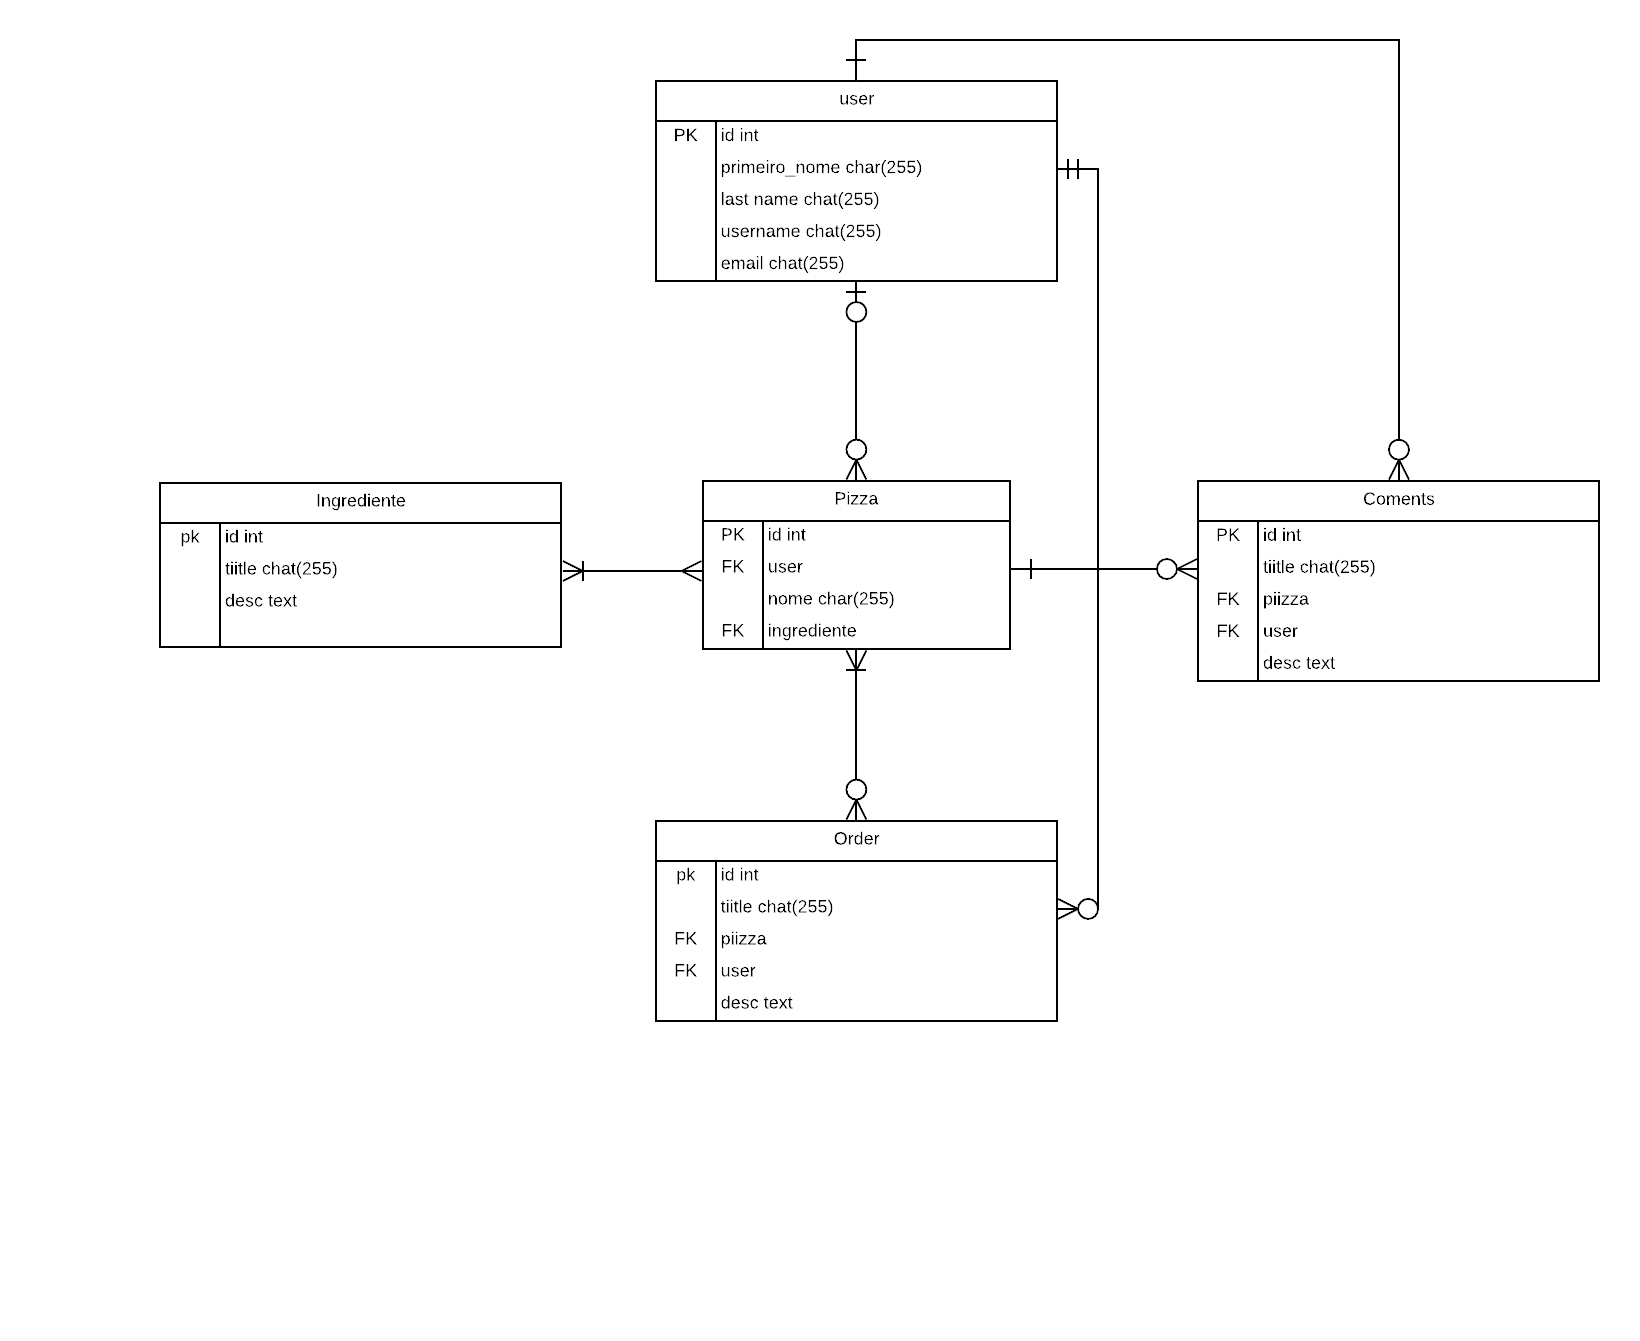 user
PK id int
primeiro_nome char(255)
last name chat(255)
username chat(255)
email chat(255)
Ingrediente
pk id int
tiitle chat(255)
desc text
Pizza
PK id int
FK user
nome char(255)
FK ingrediente
Coments
PK id int
tiitle chat(255)
FK piizza
FK user
desc text
Order
pk id int
tiitle chat(255)
FK piizza
FK user
desc text